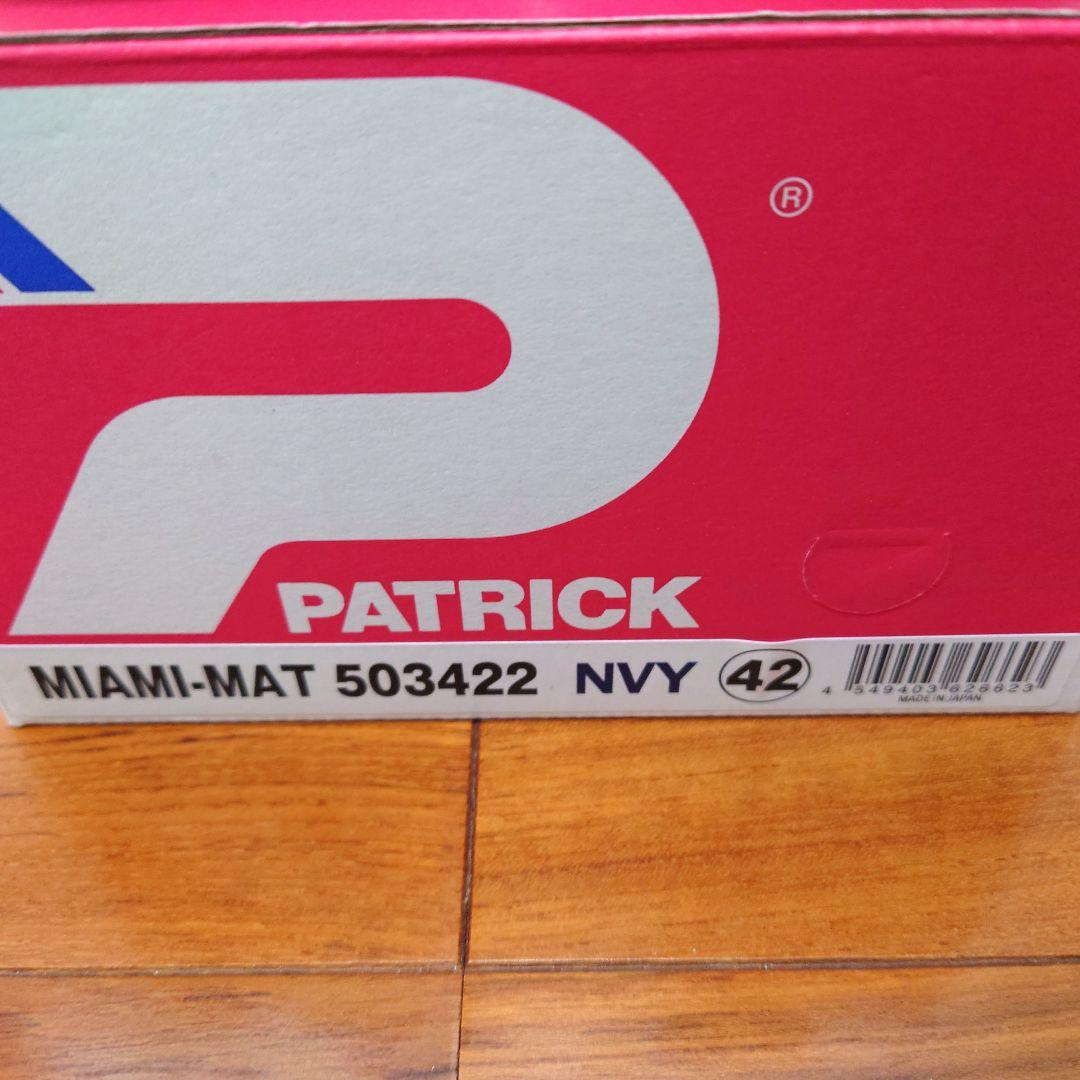 ®
PATRICK
MIAMI-MAT 503422 NVY 42
4 549403 626623
MADE IN JAPAN